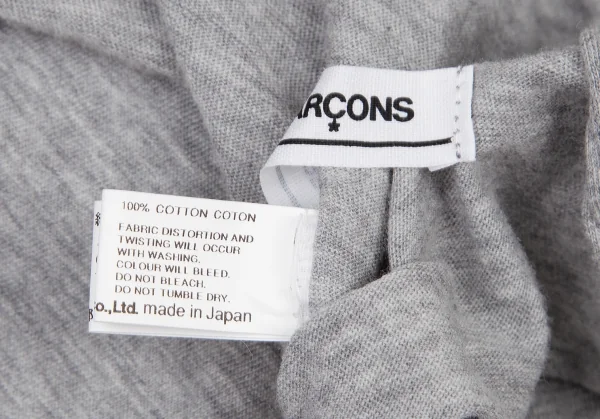 ARÇONS
100% COTTON COTON
FABRIC DISTORTION AND
TWISTING WILL OCCUR
WITH WASHING.
COLOUR WILL BLEED.
DO NOT BLEACH.
DO NOT TUMBLE DRY.
o.,Ltd. made in Japan